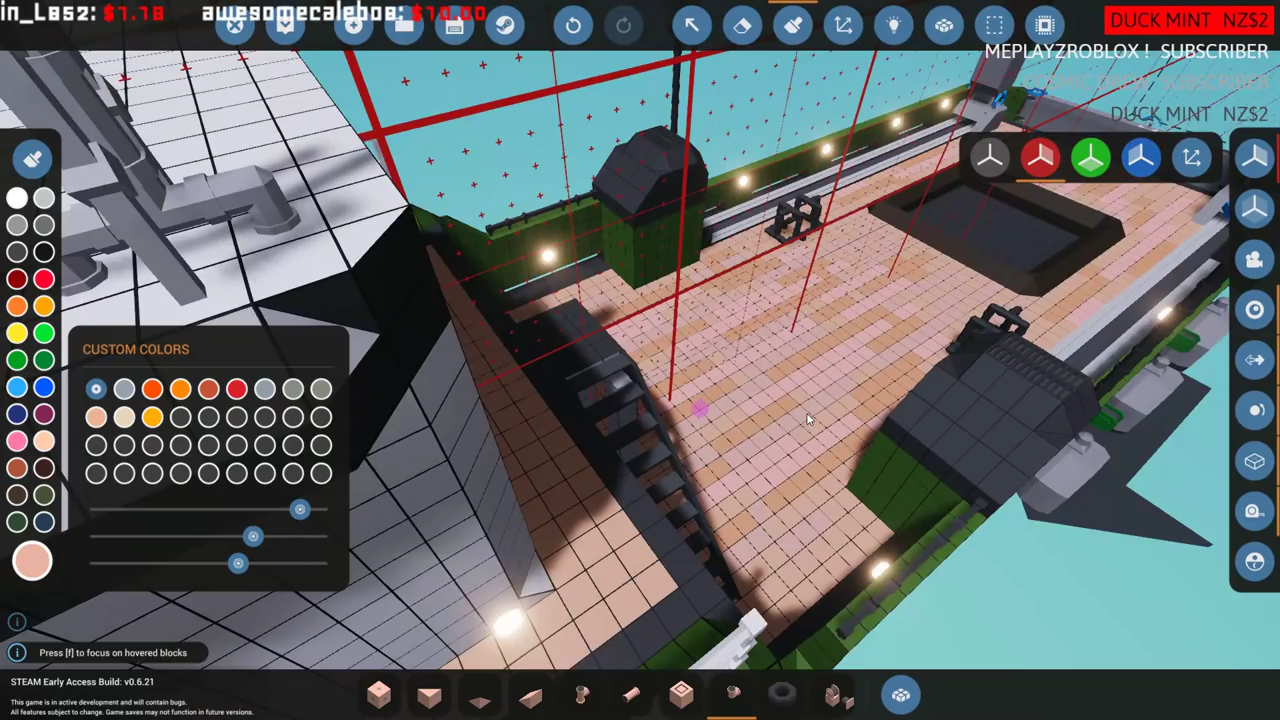 in_L852: $1.18 awesomecalebos: $10.00
DUCK MINT NZ$2
MEPLAYZROBLOX ! SUBSCRIBER
DUCK MINT NZ$2
CUSTOM COLORS
Press [f] to focus on hovered blocks
STEAM Early Access Build: v0.6.21
This game is in active development and will contain bugs.
All features subject to change. Game saves may not function in future versions.